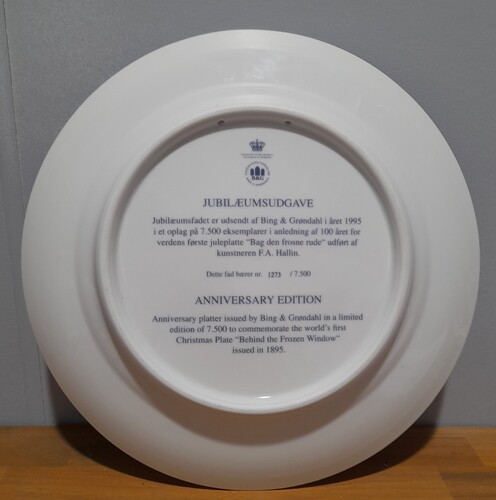 B&G
JUBILÆUMSUDGAVE
Jubilæumsfadet er udsendt af Bing & Grøndahl i året 1995
i et oplag på 7.500 eksemplarer i anledning af 100 året for
verdens første juleplatte "Bag den frosne rude" udført af
kunstneren F.A. Hallin.
Dette fad bærer nr. 1273 / 7.500
ANNIVERSARY EDITION
Anniversary platter issued by Bing & Grøndahl in a limited
edition of 7.500 to commemorate the world's first
Christmas Plate "Behind the Frozen Window"
issued in 1895.